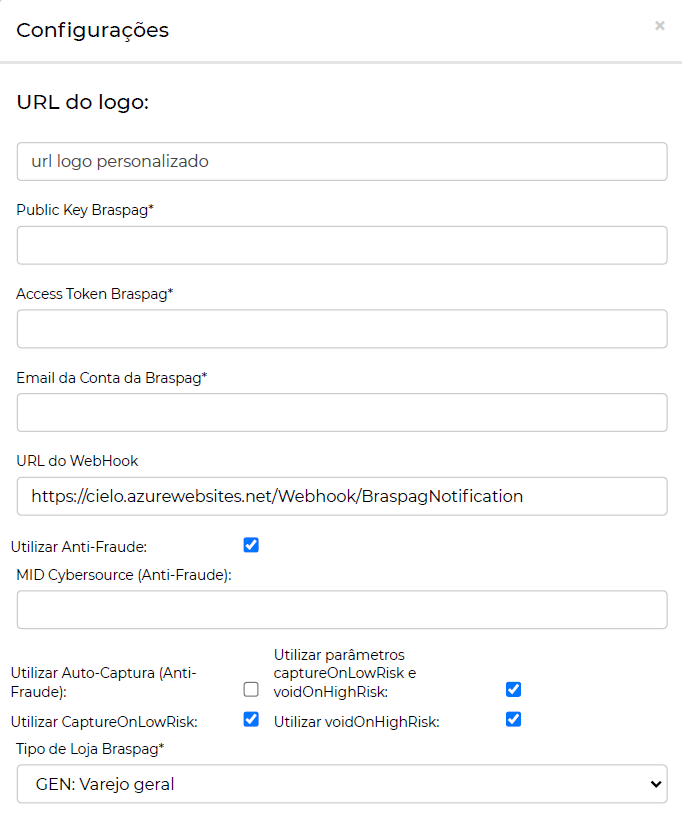 Configurações
×
URL do logo:
url logo personalizado
Public Key Braspag*
Access Token Braspag*
Email da Conta da Braspag*
URL do WebHook
https://cielo.azurewebsites.net/Webhook/BraspagNotification
Utilizar Anti-Fraude:
MID Cybersource (Anti-Fraude):
Utilizar Auto-Captura (Anti-
Fraude):
Utilizar parâmetros
captureOnLowRisk e
voidOnHighRisk:
Utilizar CaptureOnLowRisk:
Utilizar voidOnHighRisk:
Tipo de Loja Braspag*
GEN: Varejo geral